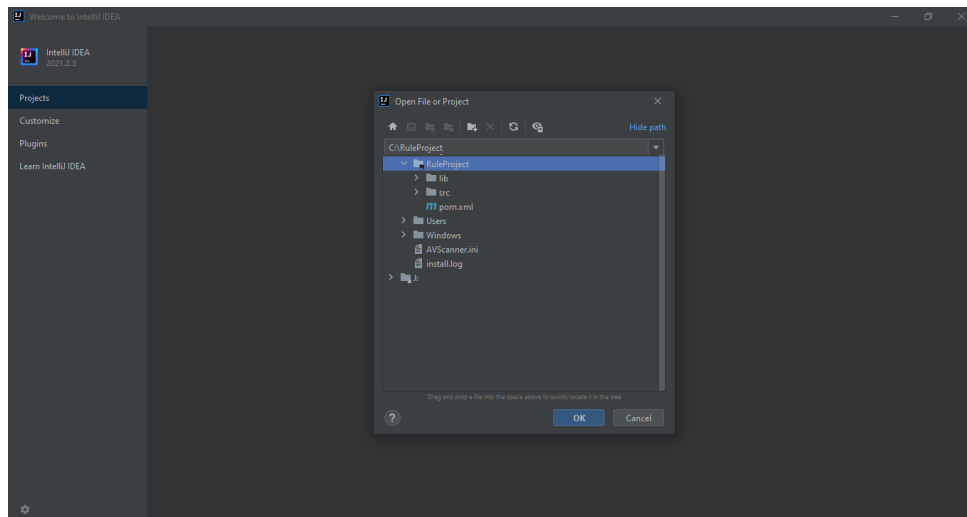 Welcome to IntelliJ IDEA
IntelliJ IDEA
2021.2.3
Projects
Customize
Plugins
Learn IntelliJ IDEA
Open File or Project
Hide path
C:\RuleProject
RuleProject
lib
src
pom.xml
Users
Windows
AVScanner.ini
install.log
J:
Drag and drop a file into the space above to quickly locate it in the tree
?
OK
Cancel